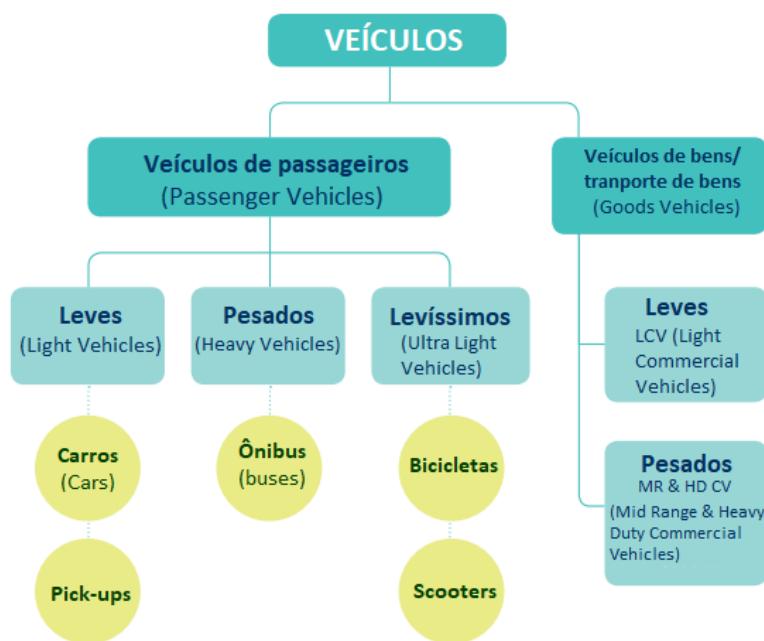 VEÍCULOS
Veículos de passageiros
(Passenger Vehicles)
Veículos de bens/
tranporte de bens
(Goods Vehicles)
Leves
(Light Vehicles)
Pesados
(Heavy Vehicles)
Levíssimos
(Ultra Light
Vehicles)
Leves
LCV (Light
Commercial
Vehicles)
Carros
(Cars)
Ônibus
(buses)
Bicicletas
Pesados
MR & HD CV
(Mid Range & Heavy
Duty Commercial
Vehicles)
Pick-ups
Scooters